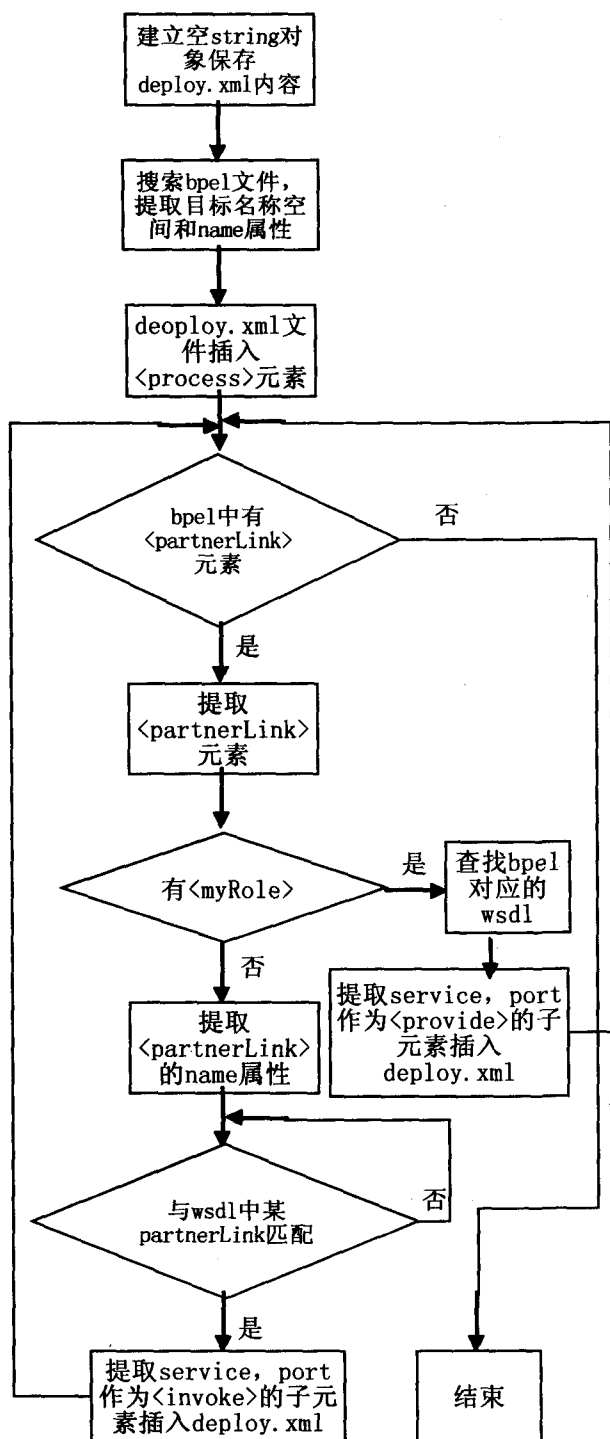 建立空string对
象保存
deploy.xml内容
搜索bpel文件,
提取目标名称空
间和name属性
deoploy.xml文
件插入
<process>元素
bpel中有
<partnerLink>
元素
否
是
提取
<partnerLink>
元素
有<myRole>
是
查找bpel
对应的
wsdl
否
提取service, port
作为<provide>的子
元素插入
deploy.xml
提取
<partnerLink>
的name属性
与wsdl中某
partnerLink匹配
否
是
提取service, port
作为<invoke>的子元
素插入deploy.xml
结束